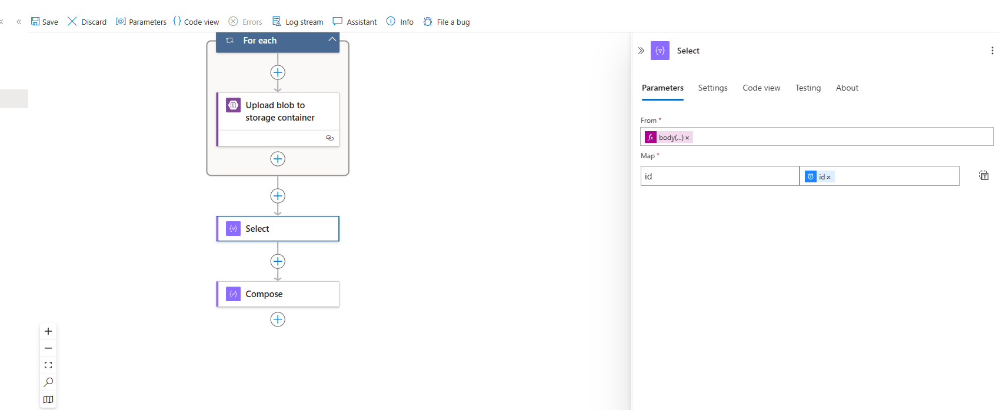 Save Discard Parameters Code view Errors Log stream Assistant Info File a bug
For each
Upload blob to
storage container
Select
Compose
Select
Parameters Settings Code view Testing About
From *
fx body(...) ×
Map *
id id ×